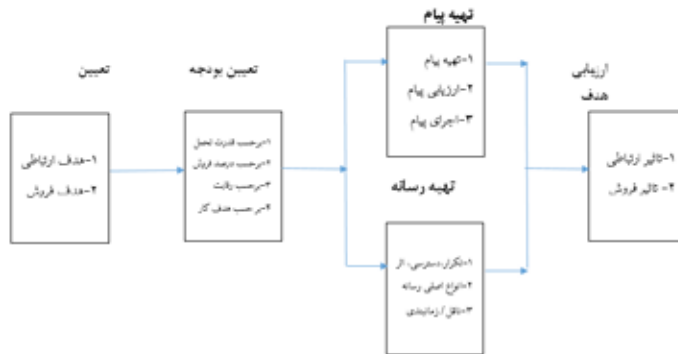 تعیین
۱-هدف ارتباطی
۲-هدف فروش
تعیین بودجه
۱-برحسب قدرت تحمل
۲-برحسب درصد فروش
۳-برحسب رقابت
۴-بر حسب هدف کار
تهیه پیام
۱-تهیه پیام
۲-ارزیابی پیام
۳-اجرای پیام
تهیه رسانه
۱-تکرار، دسترسی، اثر
۲-انواع اصلی رسانه
۳-ناقل/زمانبندی
ارزیابی
هدف
۱-تاثیر ارتباطی
۲- تاثیر فروش